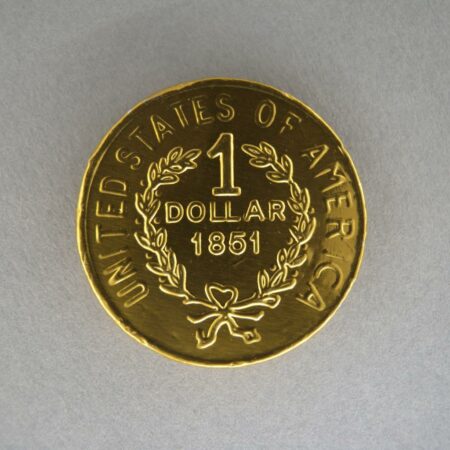 UNITED STATES OF AMERICA
1
DOLLAR
1851